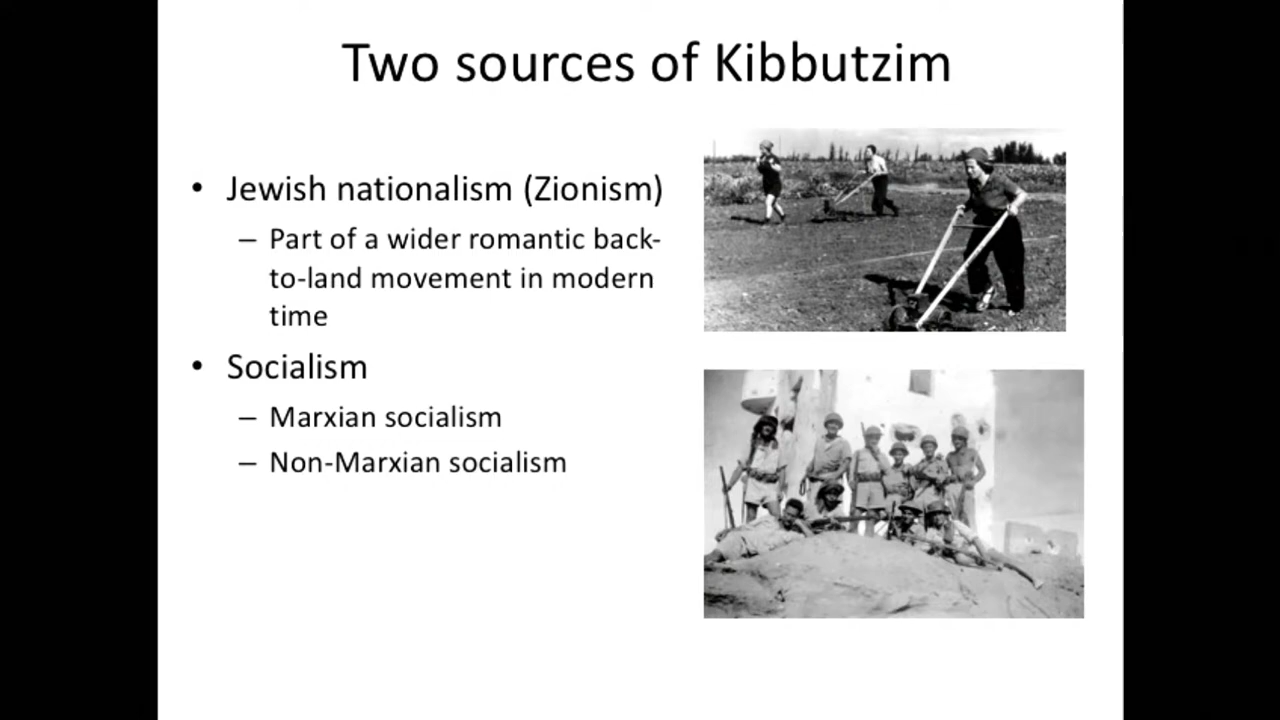 Two sources of Kibbutzim
• Jewish nationalism (Zionism)
– Part of a wider romantic back-
to-land movement in modern
time
• Socialism
– Marxian socialism
– Non-Marxian socialism